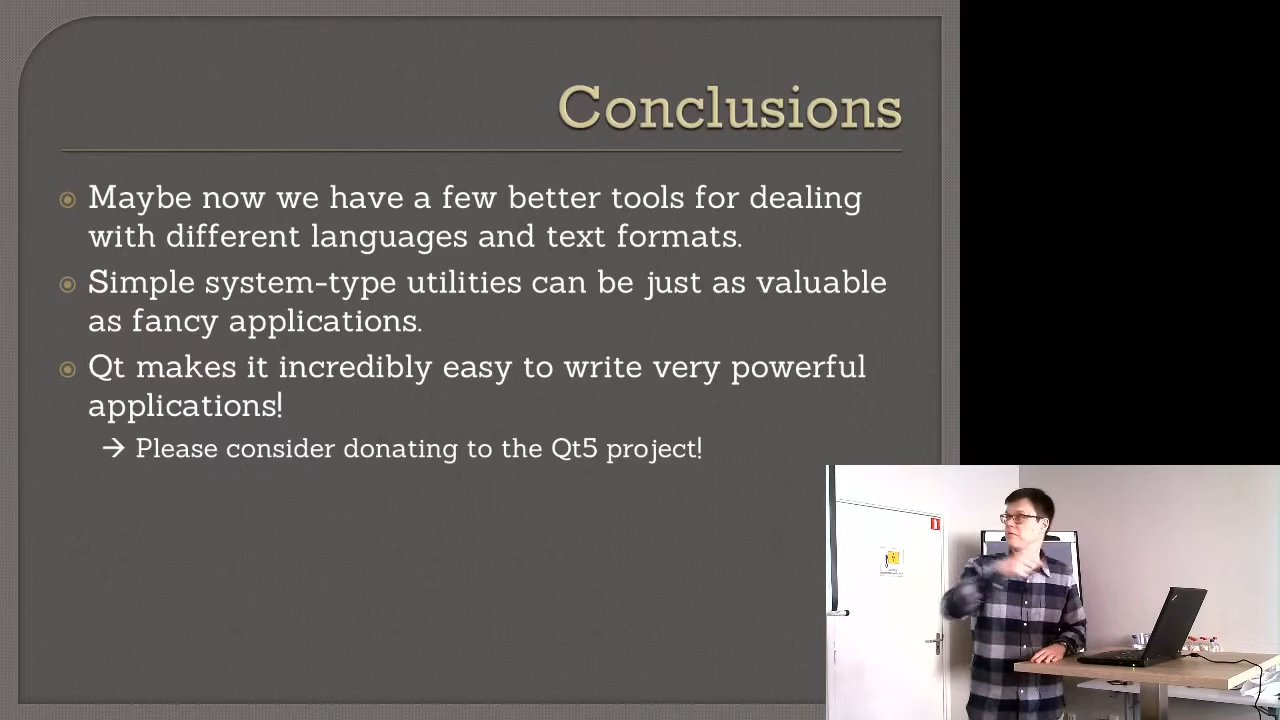 Conclusions
Maybe now we have a few better tools for dealing
with different languages and text formats.
Simple system-type utilities can be just as valuable
as fancy applications.
Qt makes it incredibly easy to write very powerful
applications!
→ Please consider donating to the Qt5 project!